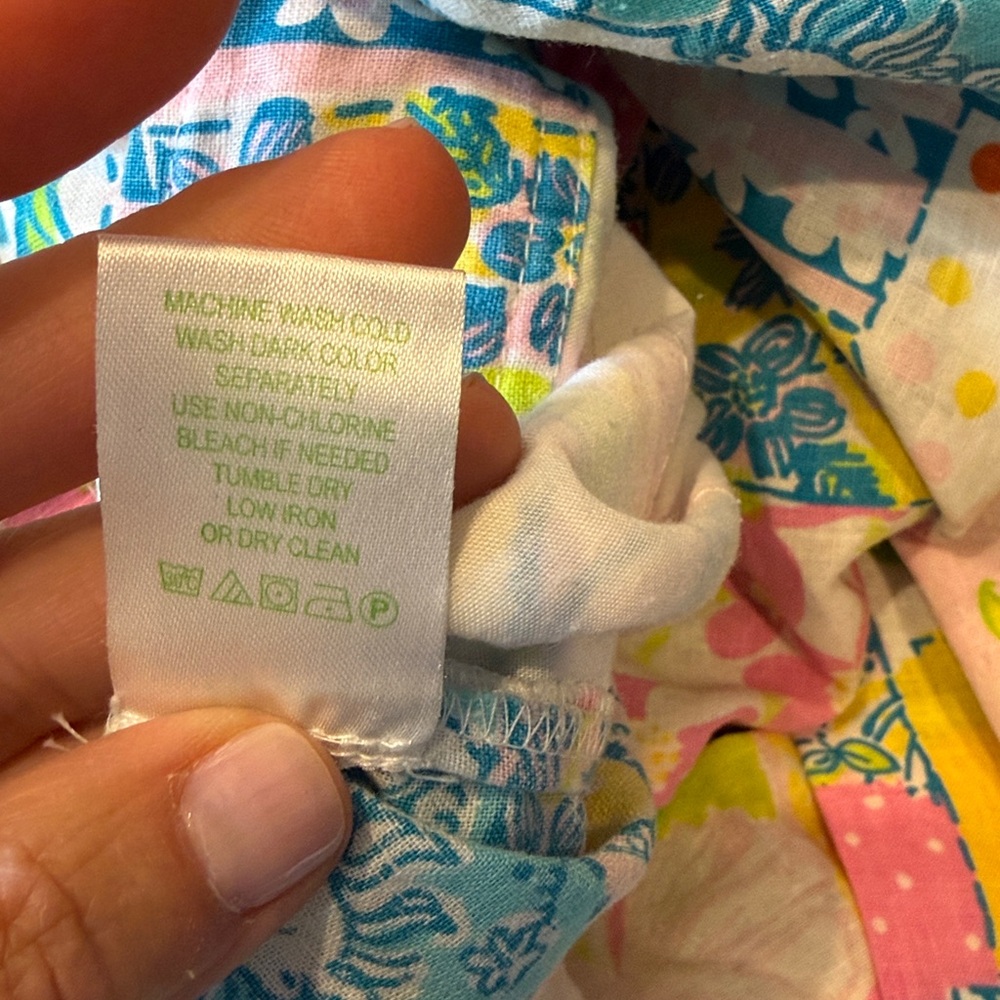 MACHINE WASH COLD
WASH DARK COLOR
SEPARATELY
USE NON-CHLORINE
BLEACH IF NEEDED
TUMBLE DRY
LOW IRON
OR DRY CLEAN
30°C P